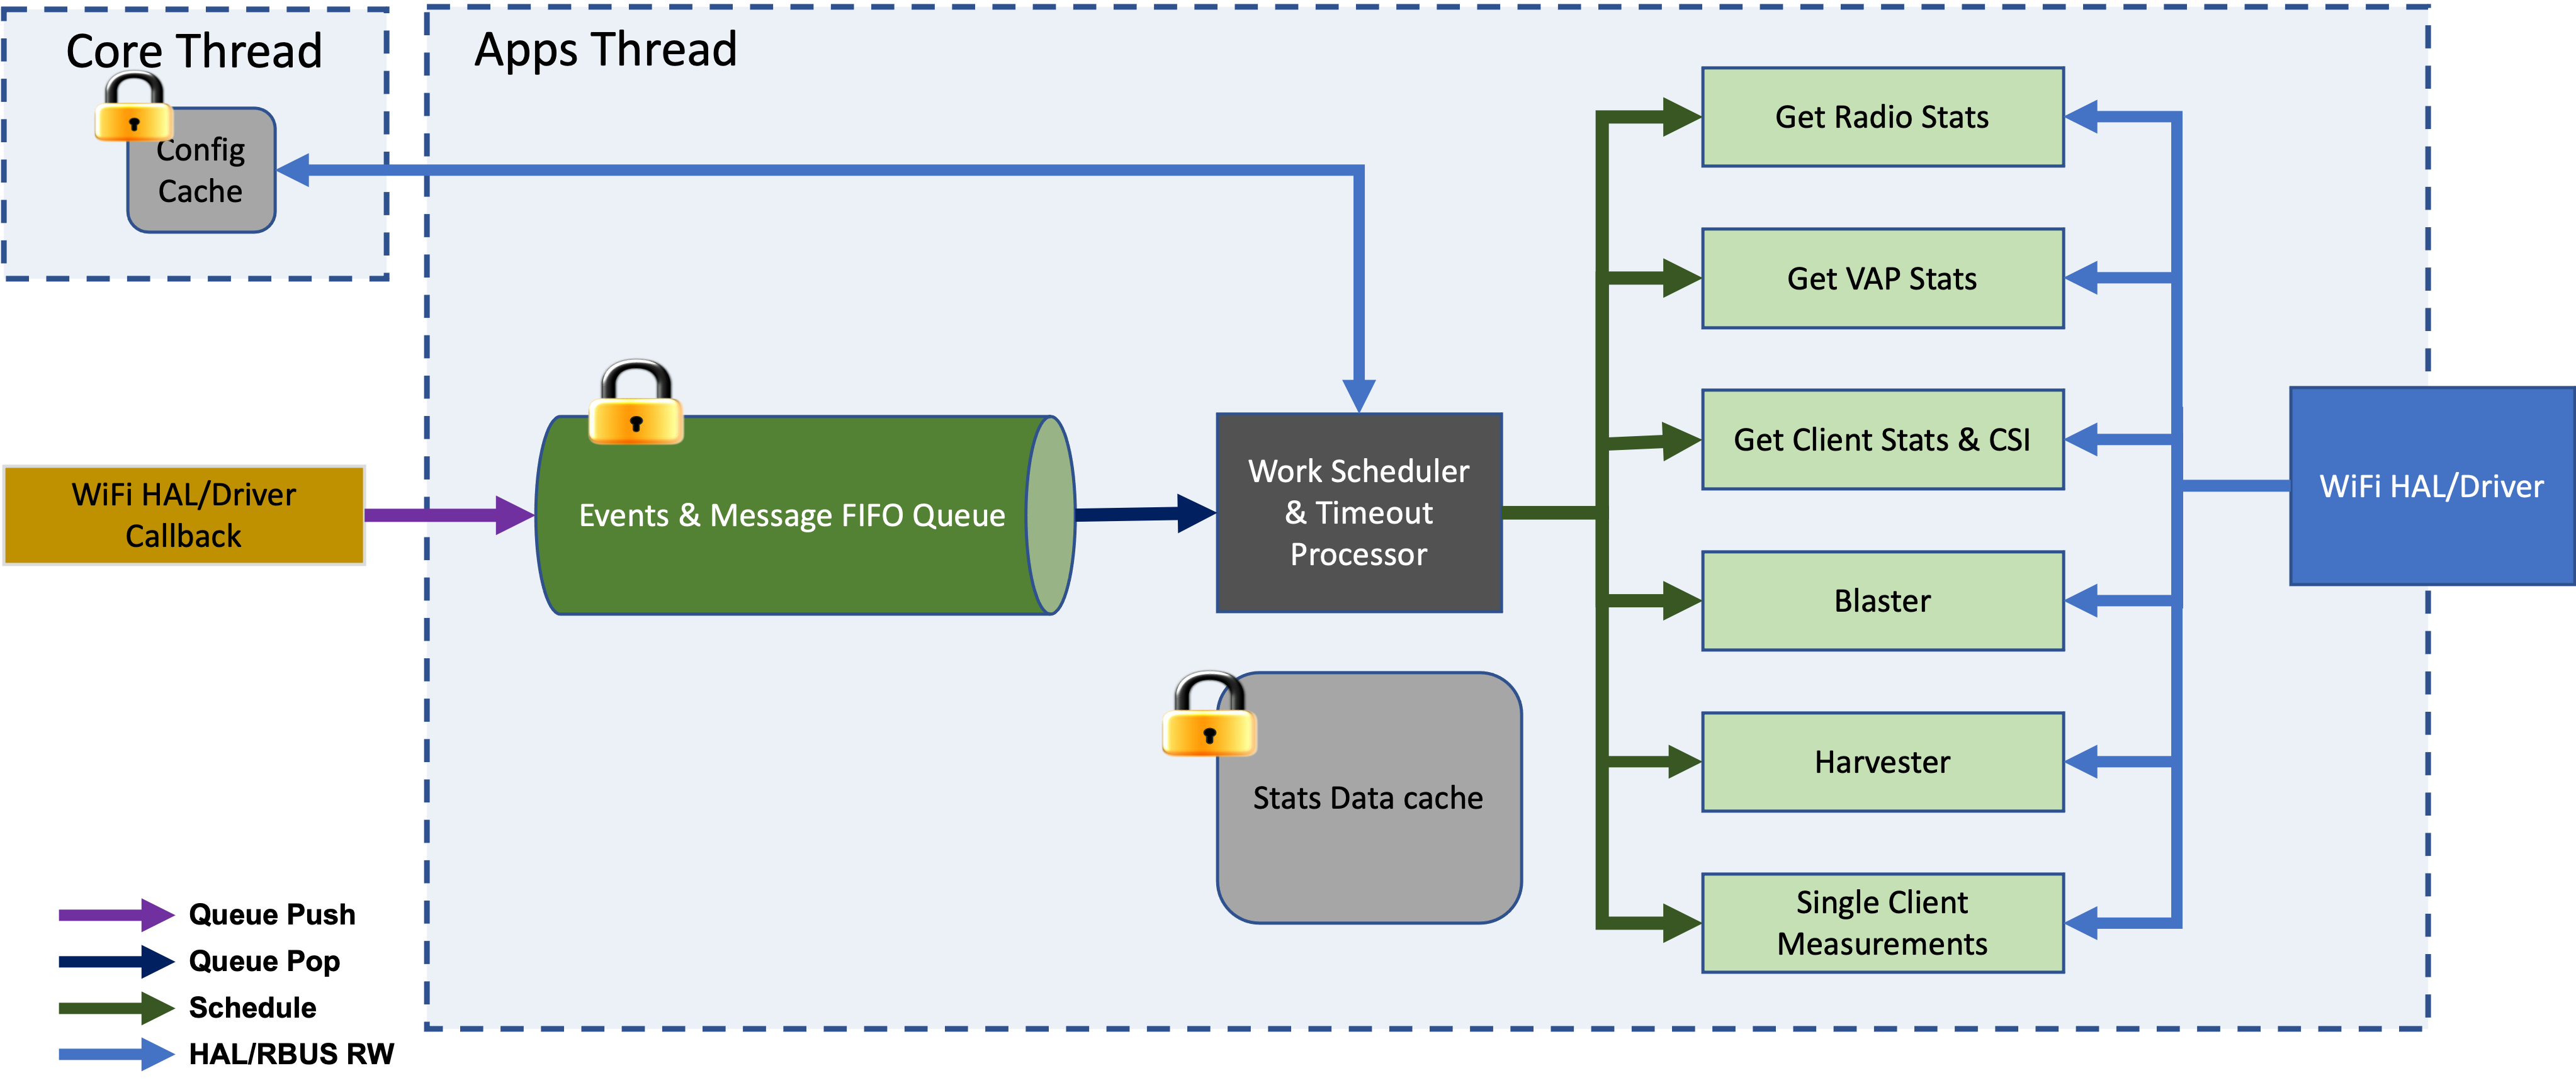 Core Thread
Config
Cache
Apps Thread
WiFi HAL/Driver
Callback
Events & Message FIFO Queue
Work Scheduler
& Timeout
Processor
Stats Data cache
Get Radio Stats
Get VAP Stats
Get Client Stats & CSI
Blaster
Harvester
Single Client
Measurements
WiFi HAL/Driver
Queue Push
Queue Pop
Schedule
HAL/RBUS RW